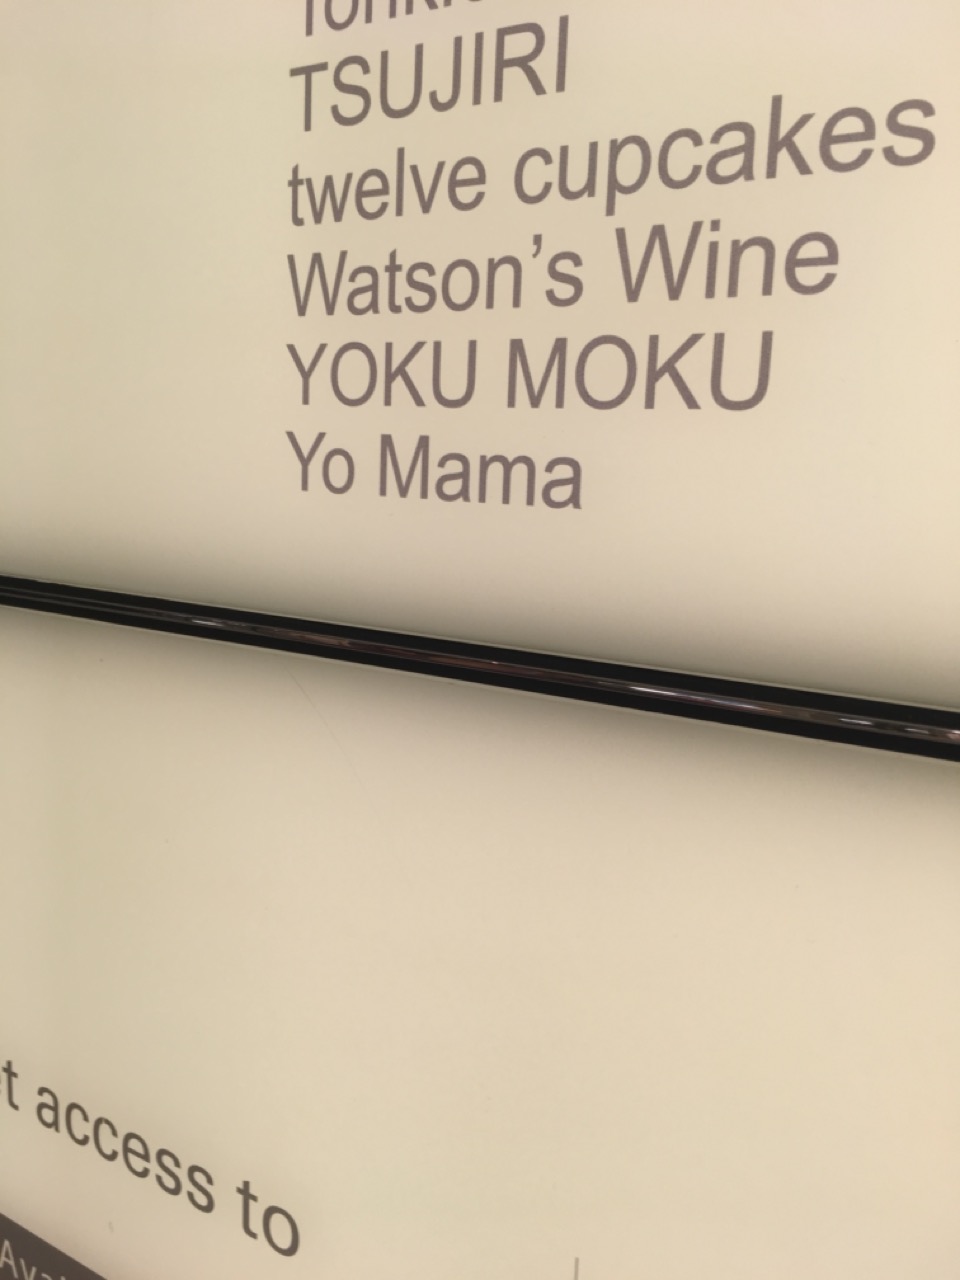 TSUJIRI
twelve cupcakes
Watson’s Wine
YOKU MOKU
Yo Mama
access to